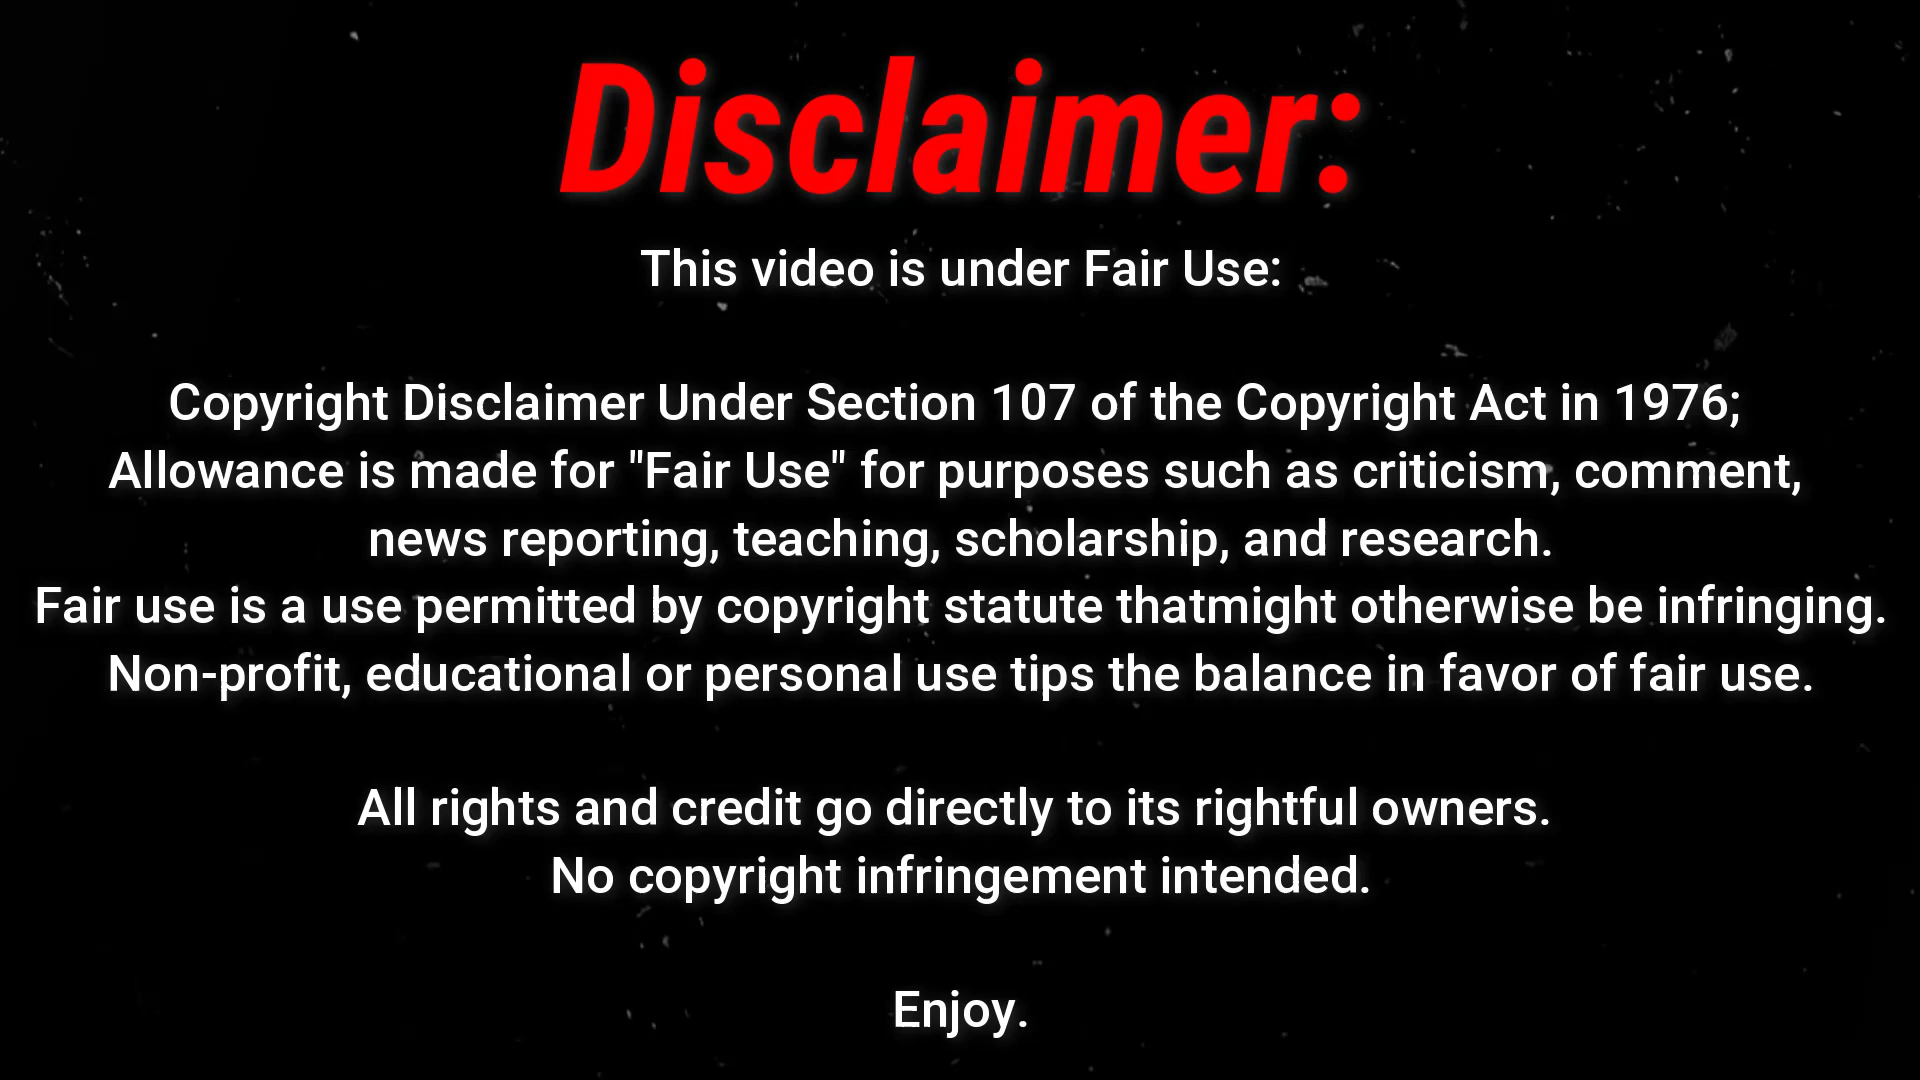 Disclaimer:
This video is under Fair Use:
Copyright Disclaimer Under Section 107 of the Copyright Act in 1976;
Allowance is made for "Fair Use" for purposes such as criticism, comment,
news reporting, teaching, scholarship, and research.
Fair use is a use permitted by copyright statute thatmight otherwise be infringing.
Non-profit, educational or personal use tips the balance in favor of fair use.
All rights and credit go directly to its rightful owners.
No copyright infringement intended.
Enjoy.